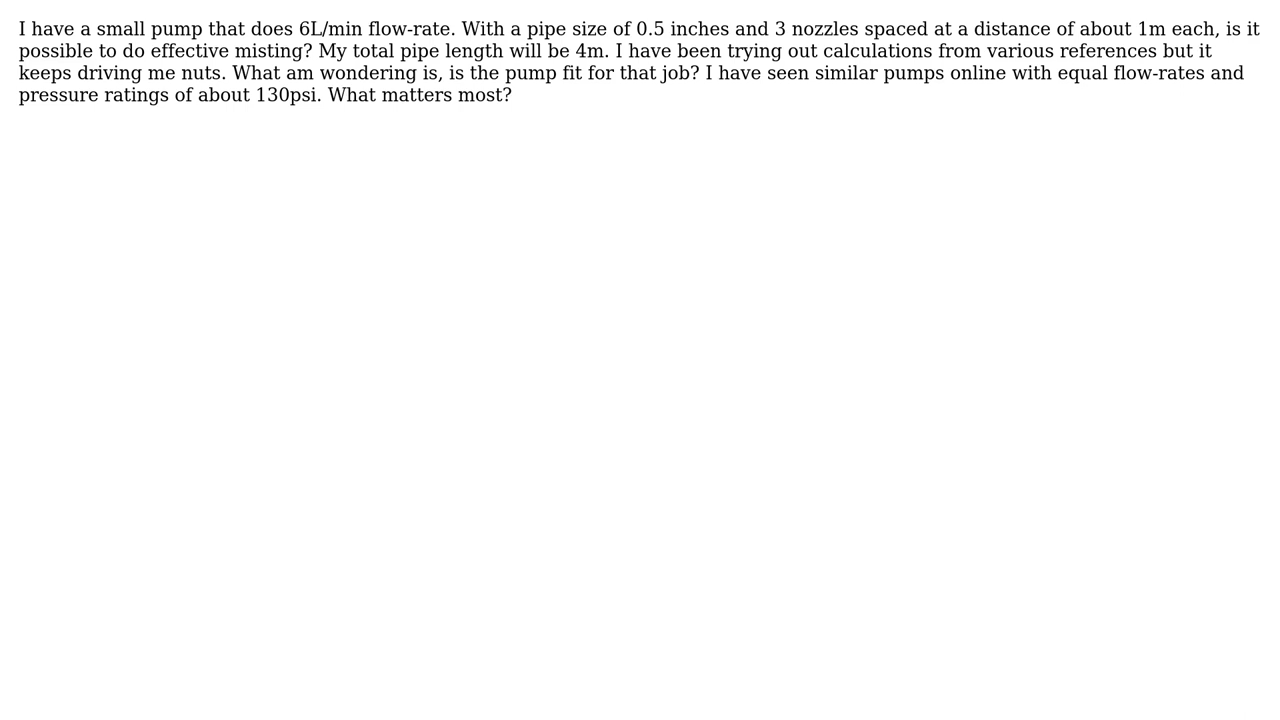 I have a small pump that does 6L/min flow-rate. With a pipe size of 0.5 inches and 3 nozzles spaced at a distance of about 1m each, is it
possible to do effective misting? My total pipe length will be 4m. I have been trying out calculations from various references but it
keeps driving me nuts. What am wondering is, is the pump fit for that job? I have seen similar pumps online with equal flow-rates and
pressure ratings of about 130psi. What matters most?